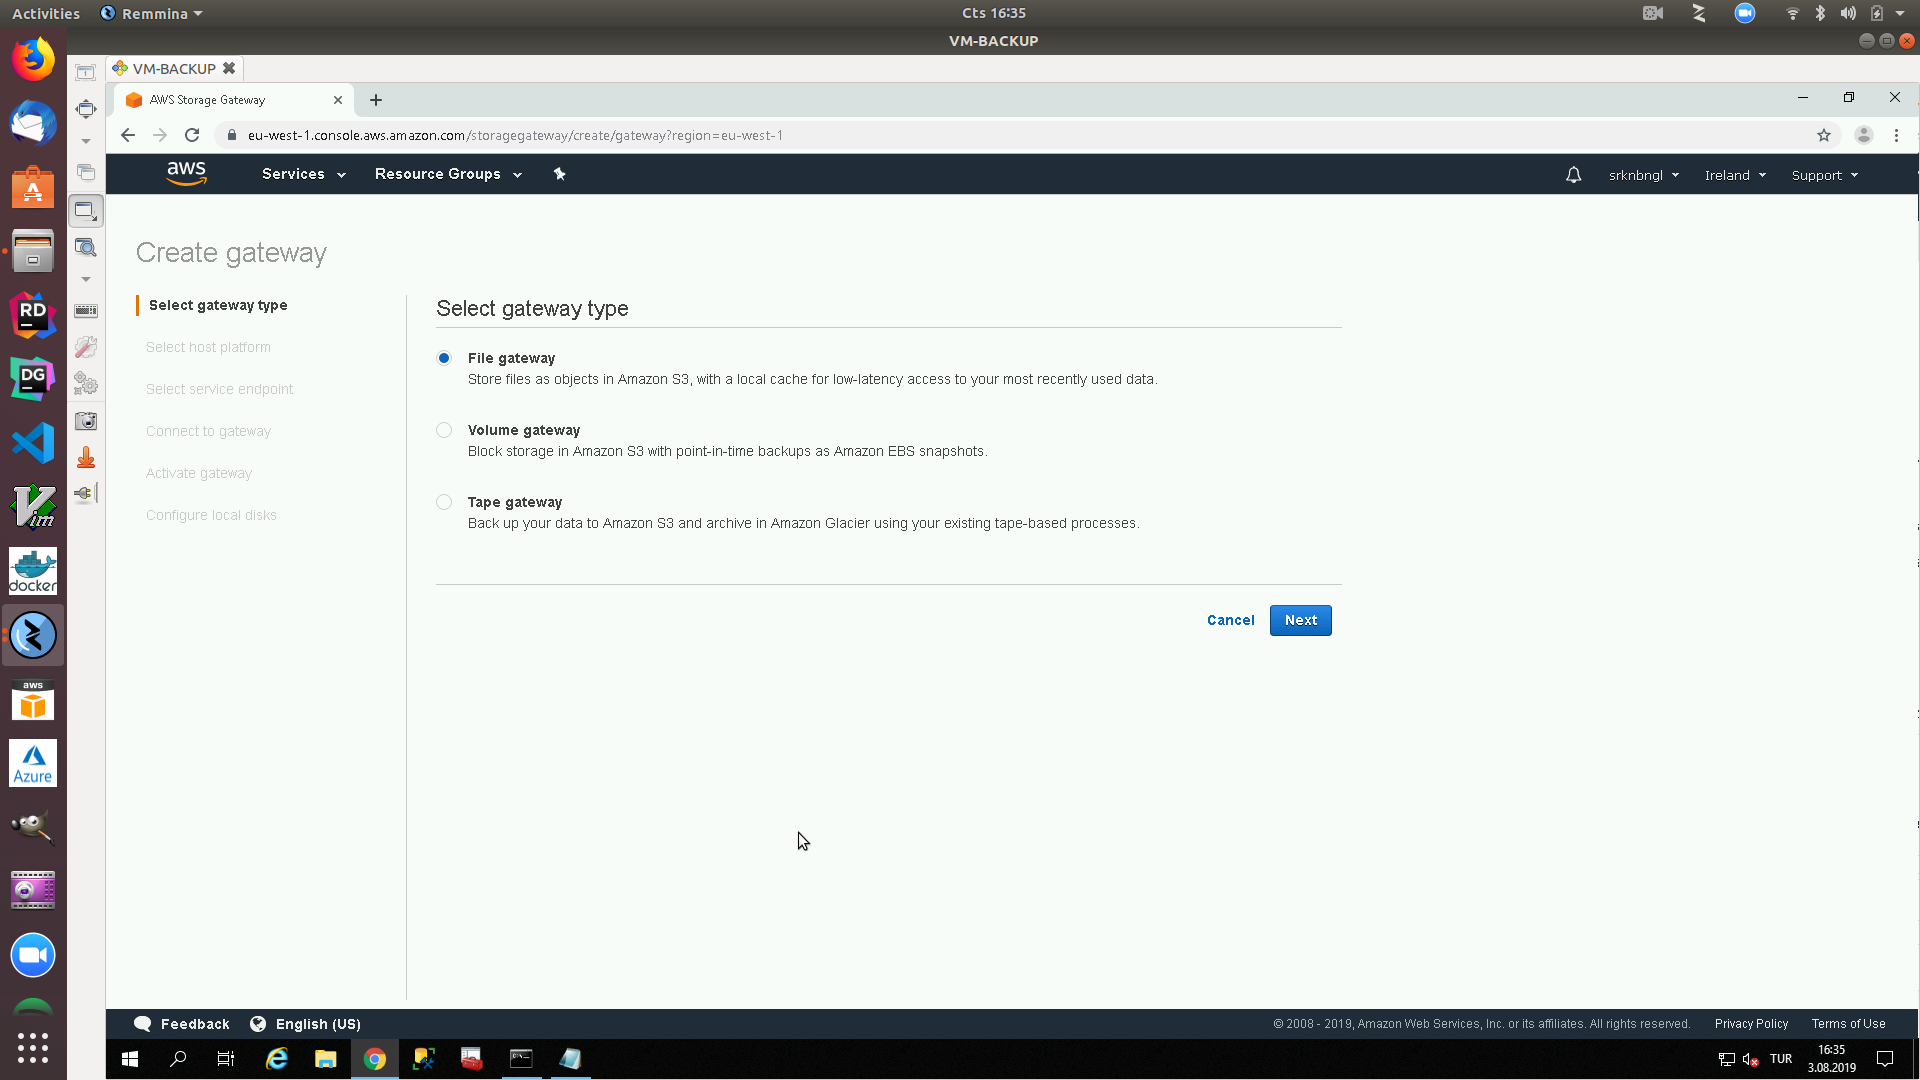 Activities
Remmina
Cts 16:35
VM-BACKUP
VM-BACKUP
AWS Storage Gateway
eu-west-1.console.aws.amazon.com/storagegateway/create/gateway?region=eu-west-1
aws
Services
Resource Groups
srknbngl
Ireland
Support
Create gateway
Select gateway type
Select host platform
Select service endpoint
Connect to gateway
Activate gateway
Configure local disks
Select gateway type
File gateway
Store files as objects in Amazon S3, with a local cache for low-latency access to your most recently used data.
Volume gateway
Block storage in Amazon S3 with point-in-time backups as Amazon EBS snapshots.
Tape gateway
Back up your data to Amazon S3 and archive in Amazon Glacier using your existing tape-based processes.
Cancel
Next
RD
DG
Vim
docker
aws
Azure
Feedback
English (US)
© 2008 - 2019, Amazon Web Services, Inc. or its affiliates. All rights reserved.
Privacy Policy
Terms of Use
TUR
16:35
3.08.2019